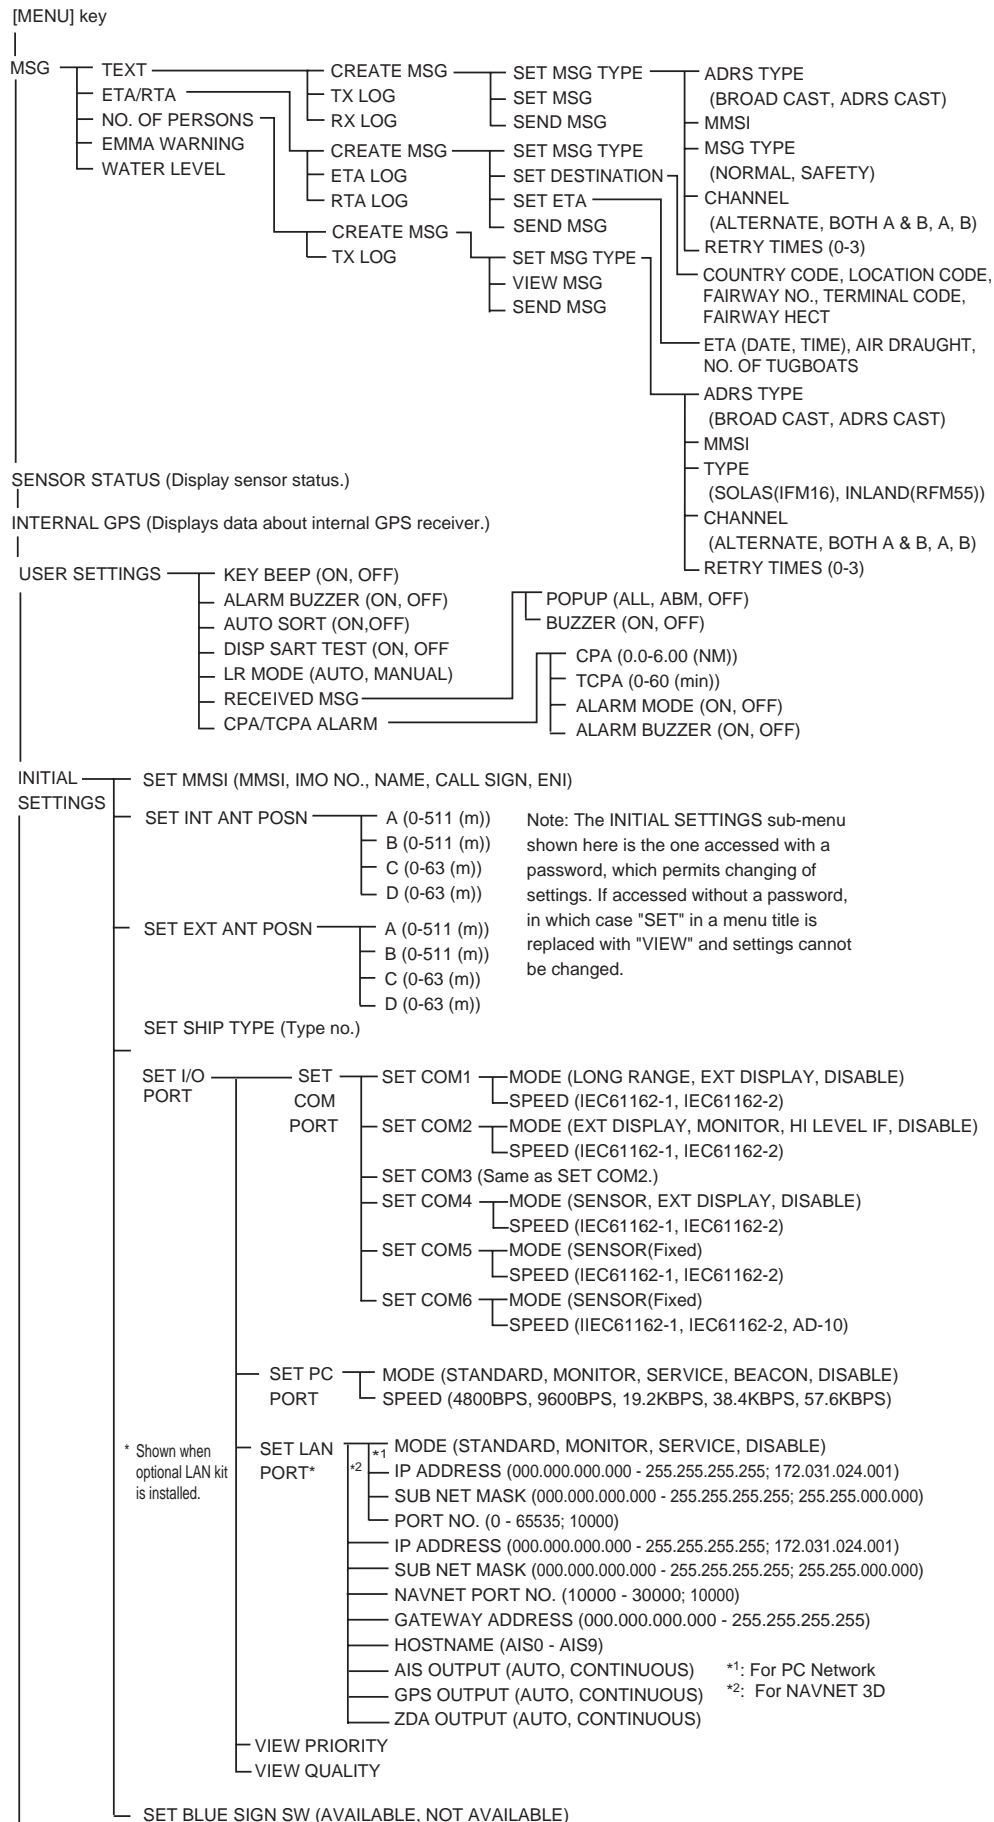 [MENU] key
MSG
TEXT
ETA/RTA
NO. OF PERSONS
EMMA WARNING
WATER LEVEL
CREATE MSG
TX LOG
RX LOG
CREATE MSG
ETA LOG
RTA LOG
CREATE MSG
TX LOG
SET MSG TYPE
SET MSG
SEND MSG
SET MSG TYPE
SET DESTINATION
SET ETA
SEND MSG
SET MSG TYPE
VIEW MSG
SEND MSG
ADRS TYPE
(BROAD CAST, ADRS CAST)
MMSI
MSG TYPE
(NORMAL, SAFETY)
CHANNEL
(ALTERNATE, BOTH A & B, A, B)
RETRY TIMES (0-3)
COUNTRY CODE, LOCATION CODE,
FAIRWAY NO., TERMINAL CODE,
FAIRWAY HECT
ETA (DATE, TIME), AIR DRAUGHT,
NO. OF TUGBOATS
ADRS TYPE
(BROAD CAST, ADRS CAST)
MMSI
TYPE
(SOLAS(IFM16), INLAND(RFM55))
CHANNEL
(ALTERNATE, BOTH A & B, A, B)
RETRY TIMES (0-3)
SENSOR STATUS (Display sensor status.)
INTERNAL GPS (Displays data about internal GPS receiver.)
USER SETTINGS
KEY BEEP (ON, OFF)
ALARM BUZZER (ON, OFF)
AUTO SORT (ON,OFF)
DISP SART TEST (ON, OFF
LR MODE (AUTO, MANUAL)
RECEIVED MSG
CPA/TCPA ALARM
POPUP (ALL, ABM, OFF)
BUZZER (ON, OFF)
CPA (0.0-6.00 (NM))
TCPA (0-60 (min))
ALARM MODE (ON, OFF)
ALARM BUZZER (ON, OFF)
INITIAL
SETTINGS
SET MMSI (MMSI, IMO NO., NAME, CALL SIGN, ENI)
SET INT ANT POSN
A (0-511 (m))
B (0-511 (m))
C (0-63 (m))
D (0-63 (m))
Note: The INITIAL SETTINGS sub-menu
shown here is the one accessed with a
password, which permits changing of
settings. If accessed without a password,
in which case "SET" in a menu title is
replaced with "VIEW" and settings cannot
be changed.
SET EXT ANT POSN
A (0-511 (m))
B (0-511 (m))
C (0-63 (m))
D (0-63 (m))
SET SHIP TYPE (Type no.)
SET I/O
PORT
SET
COM
PORT
SET COM1
MODE (LONG RANGE, EXT DISPLAY, DISABLE)
SPEED (IEC61162-1, IEC61162-2)
SET COM2
MODE (EXT DISPLAY, MONITOR, HI LEVEL IF, DISABLE)
SPEED (IEC61162-1, IEC61162-2)
SET COM3 (Same as SET COM2.)
SET COM4
MODE (SENSOR, EXT DISPLAY, DISABLE)
SPEED (IEC61162-1, IEC61162-2)
SET COM5
MODE (SENSOR(Fixed)
SPEED (IEC61162-1, IEC61162-2)
SET COM6
MODE (SENSOR(Fixed)
SPEED (IIEC61162-1, IEC61162-2, AD-10)
SET PC
PORT
MODE (STANDARD, MONITOR, SERVICE, BEACON, DISABLE)
SPEED (4800BPS, 9600BPS, 19.2KBPS, 38.4KBPS, 57.6KBPS)
* Shown when
optional LAN kit
is installed.
SET LAN
PORT*
*1
*2
MODE (STANDARD, MONITOR, SERVICE, DISABLE)
IP ADDRESS (000.000.000.000 - 255.255.255.255; 172.031.024.001)
SUB NET MASK (000.000.000.000 - 255.255.255.255; 255.255.000.000)
PORT NO. (0 - 65535; 10000)
IP ADDRESS (000.000.000.000 - 255.255.255.255; 172.031.024.001)
SUB NET MASK (000.000.000.000 - 255.255.255.255; 255.255.000.000)
NAVNET PORT NO. (10000 - 30000; 10000)
GATEWAY ADDRESS (000.000.000.000 - 255.255.255.255)
HOSTNAME (AIS0 - AIS9)
AIS OUTPUT (AUTO, CONTINUOUS)
GPS OUTPUT (AUTO, CONTINUOUS)
ZDA OUTPUT (AUTO, CONTINUOUS)
*1: For PC Network
*2: For NAVNET 3D
VIEW PRIORITY
VIEW QUALITY
SET BLUE SIGN SW (AVAILABLE, NOT AVAILABLE)